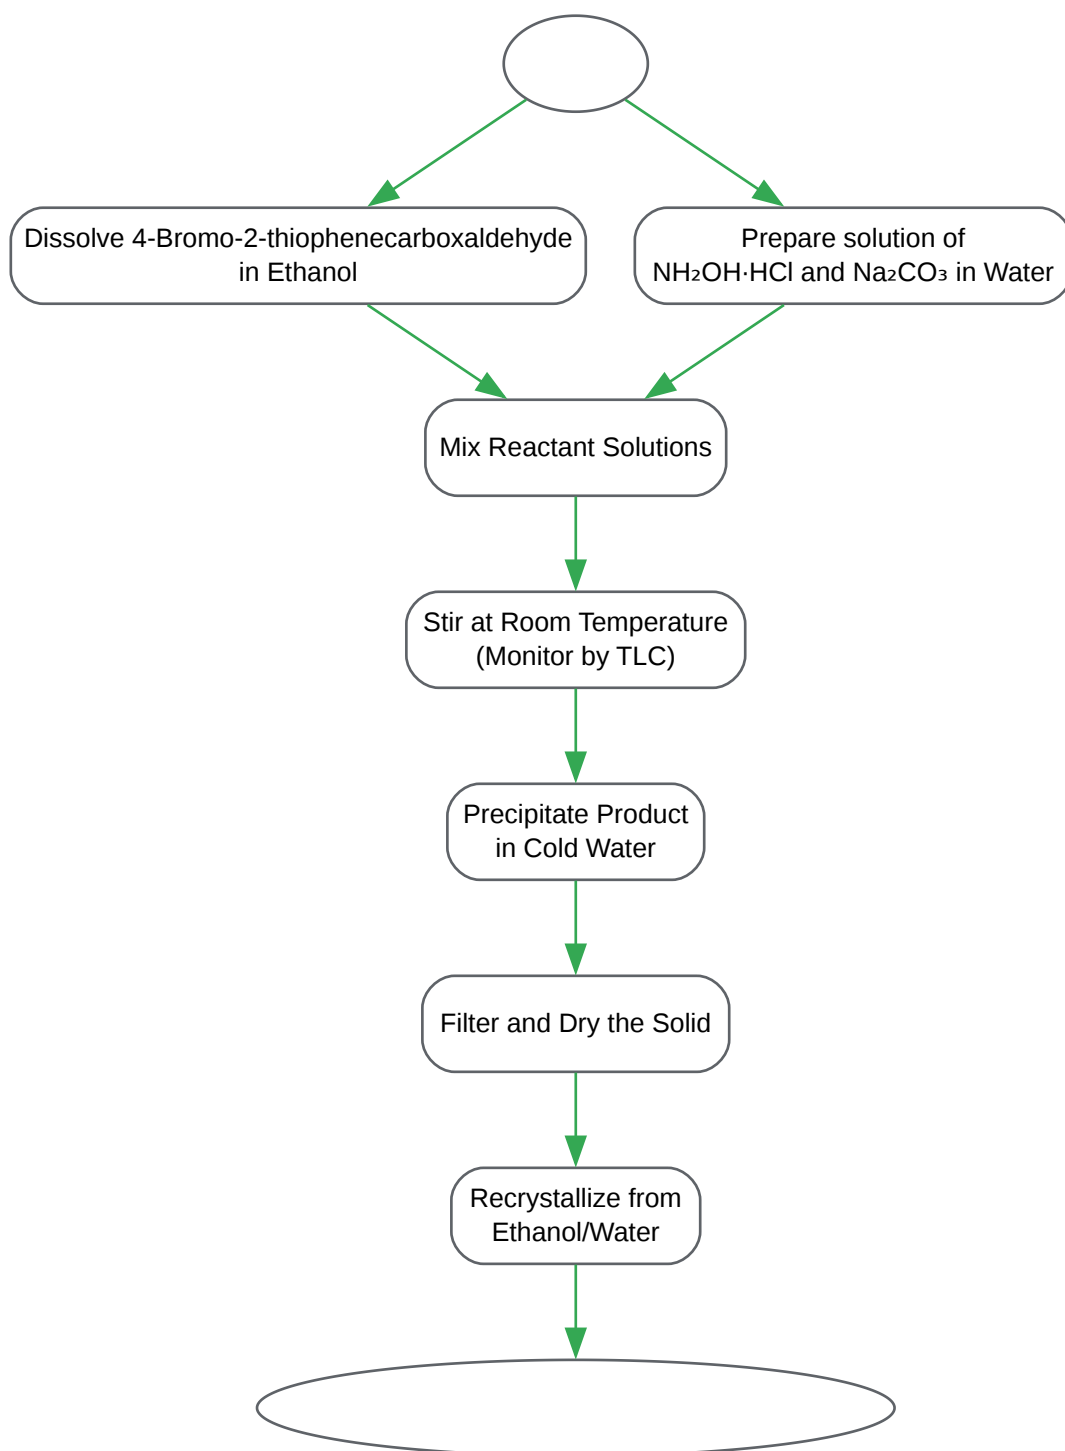 Dissolve 4-Bromo-2-thiophenecarboxaldehyde
in Ethanol
Prepare solution of
NH₂OH·HCl and Na₂CO₃ in Water
Mix Reactant Solutions
Stir at Room Temperature
(Monitor by TLC)
Precipitate Product
in Cold Water
Filter and Dry the Solid
Recrystallize from
Ethanol/Water